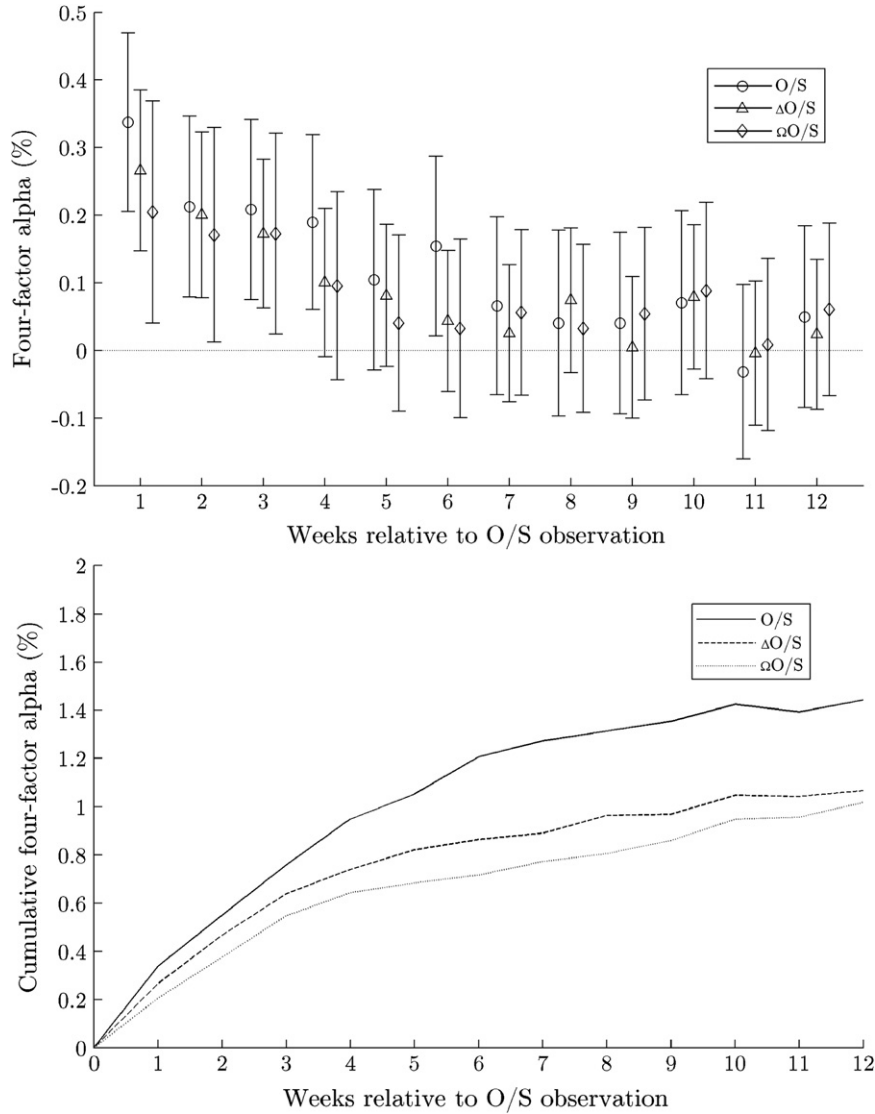 0.5
0.4
0.3
0.2
0.1
0
-0.1
-0.2
Four-factor alpha (%)
O/S
ΔO/S
ΩO/S
1 2 3 4 5 6 7 8 9 10 11 12
Weeks relative to O/S observation
2
1.8
1.6
1.4
1.2
1
0.8
0.6
0.4
0.2
0
Cumulative four-factor alpha (%)
O/S
ΔO/S
ΩO/S
0 1 2 3 4 5 6 7 8 9 10 11 12
Weeks relative to O/S observation